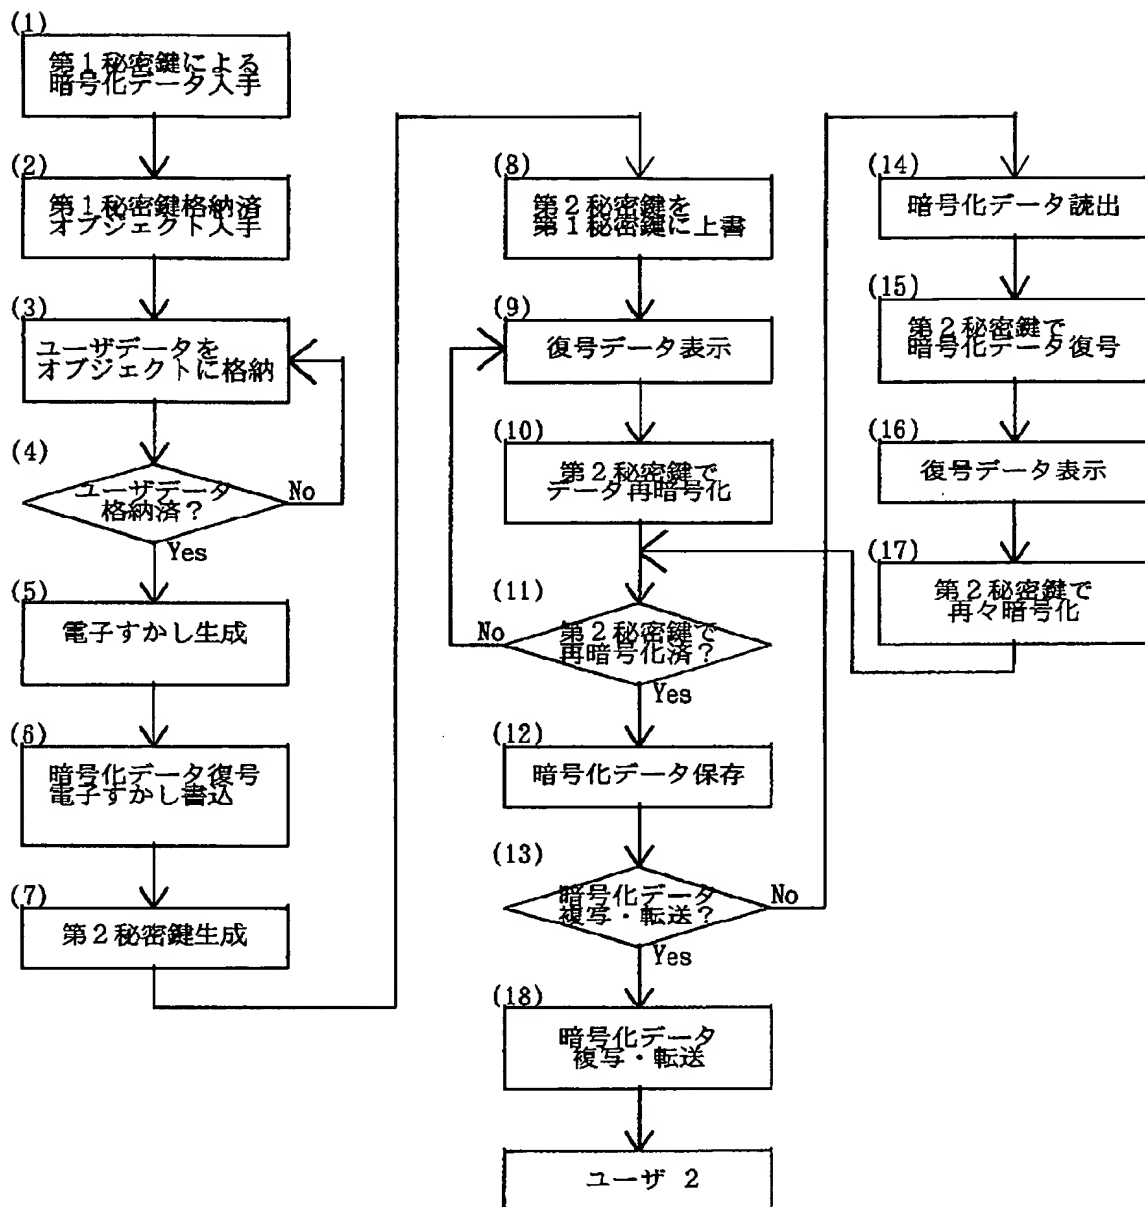 (1)
第1秘密鍵による
暗号化データ入手
(2)
第1秘密鍵格納済
オブジェクト入手
(3)
ユーザデータを
オブジェクトに格納
(4)
ユーザデータ
格納済?
No
Yes
(5)
電子すかし生成
(6)
暗号化データ復号
電子すかし書込
(7)
第2秘密鍵生成
(8)
第2秘密鍵を
第1秘密鍵に上書
(9)
復号データ表示
(10)
第2秘密鍵で
データ再暗号化
(11)
第2秘密鍵で
再暗号化済?
No
Yes
(12)
暗号化データ保存
(13)
暗号化データ
複写・転送?
No
Yes
(14)
暗号化データ読出
(15)
第2秘密鍵で
暗号化データ復号
(16)
復号データ表示
(17)
第2秘密鍵で
再々暗号化
(18)
暗号化データ
複写・転送
ユーザ 2